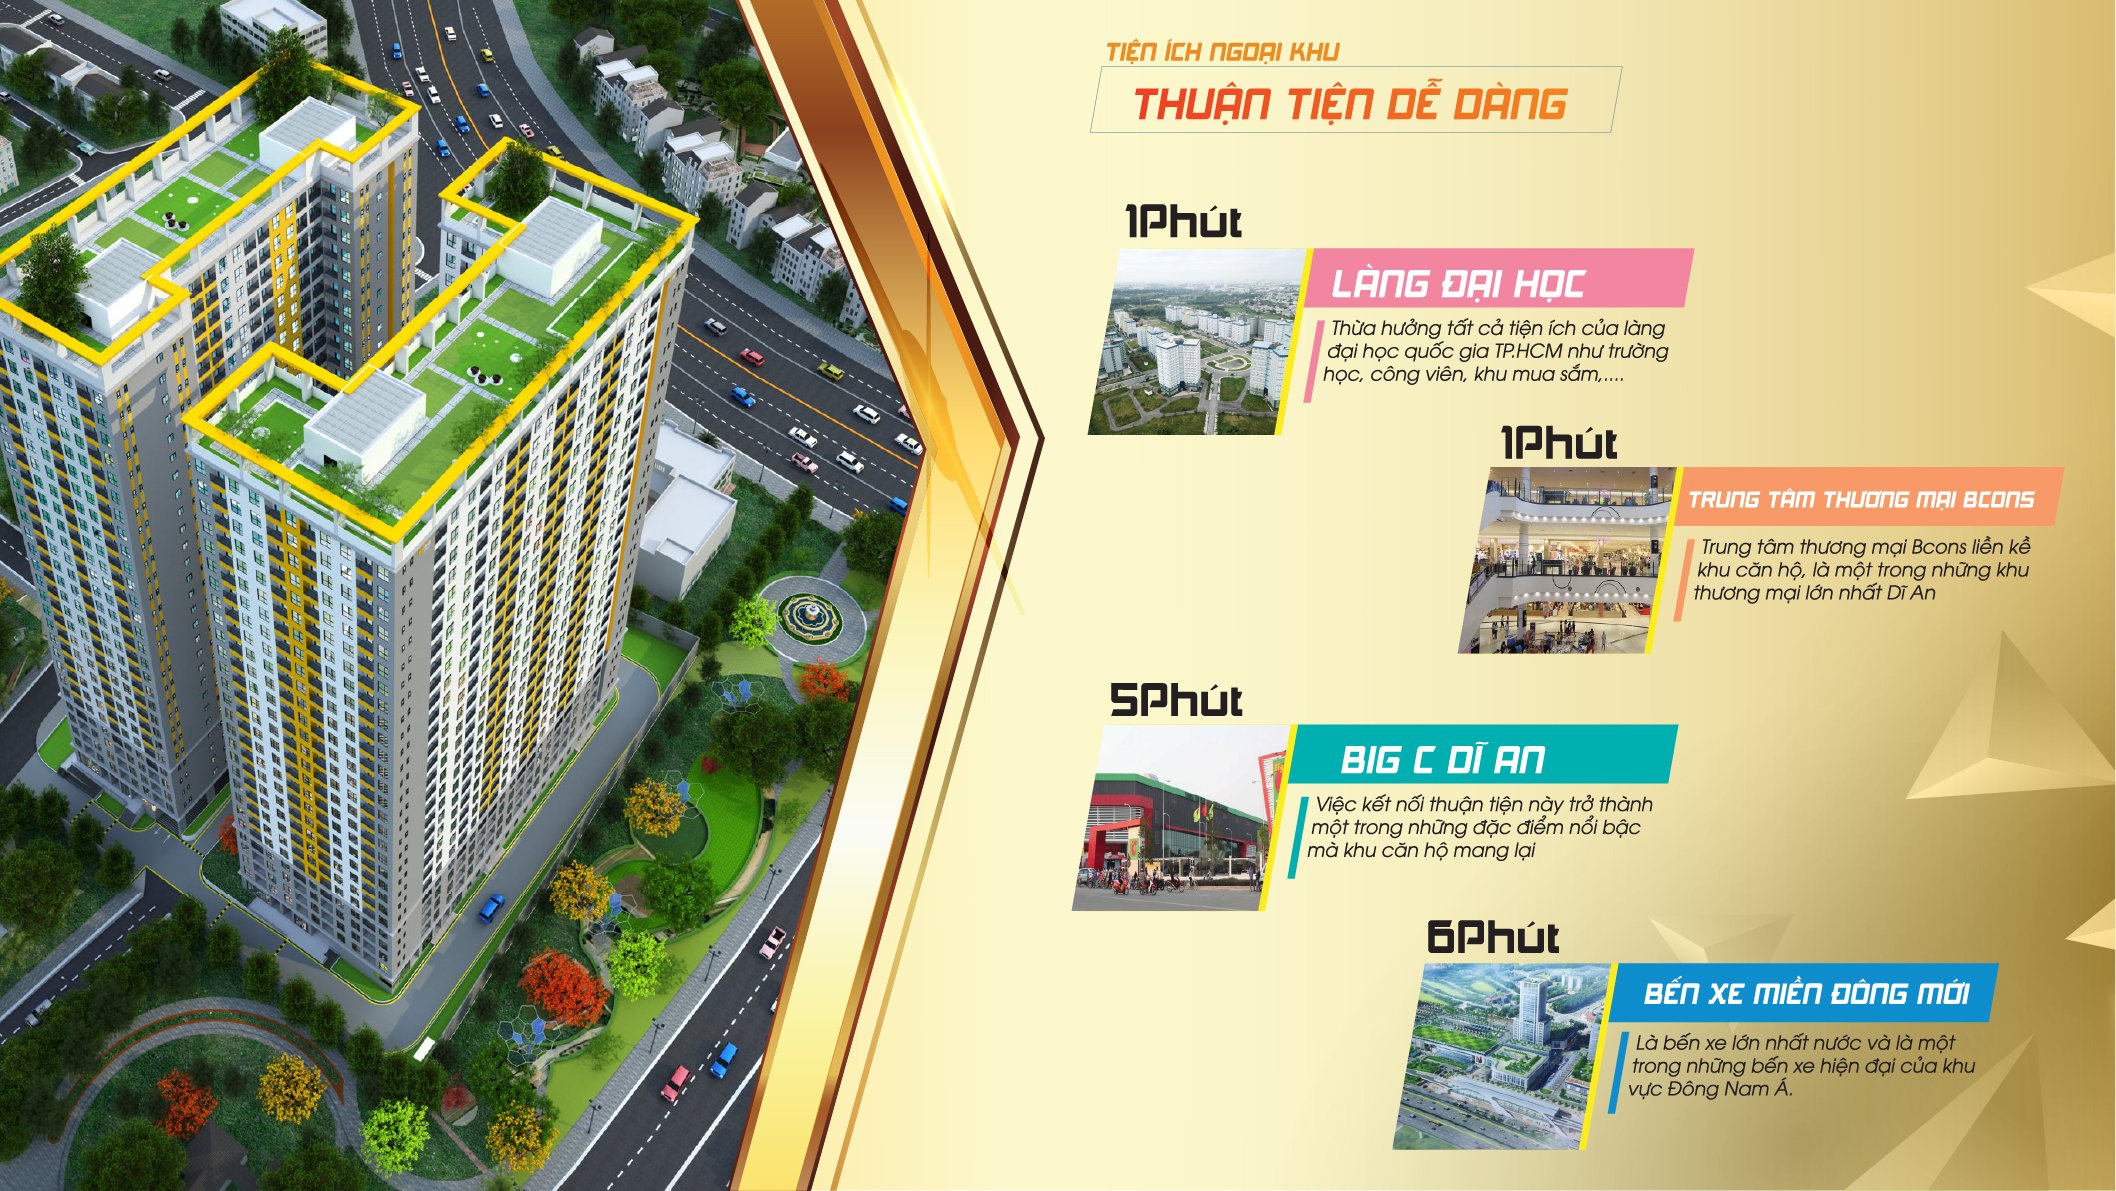 TIỆN ÍCH NGOẠI KHU
THUẬN TIỆN DỄ DÀNG
1Phút
LÀNG ĐẠI HỌC
Thừa hưởng tất cả tiện ích của làng
đại học quốc gia TP.HCM như trường
học, công viên, khu mua sắm,....
1Phút
TRUNG TÂM THƯƠNG MẠI BCONS
Trung tâm thương mại Bcons liền kề
khu căn hộ, là một trong những khu
thương mại lớn nhất Dĩ An
5Phút
BIG C DĨ AN
Việc kết nối thuận tiện này trở thành
một trong những đặc điểm nổi bậc
mà khu căn hộ mang lại
6Phút
BẾN XE MIỀN ĐÔNG MỚI
Là bến xe lớn nhất nước và là một
trong những bến xe hiện đại của khu
vực Đông Nam Á.